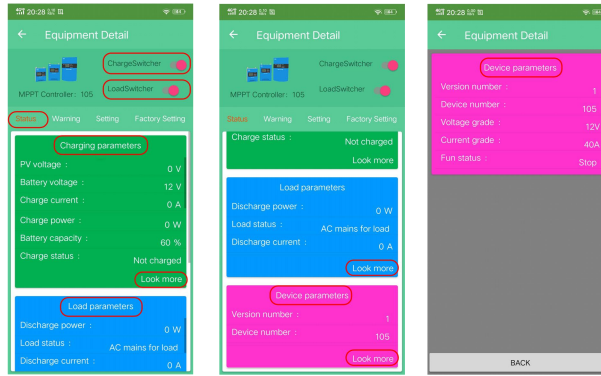 20:28
Equipment Detail
ChargeSwitcher
LoadSwitcher
MPPT Controller: 105
Status Warning Setting Factory Setting
Charging parameters
PV voltage : 0 V
Battery voltage : 12 V
Charge current : 0 A
Charge power : 0 W
Battery capacity : 60 %
Charge status : Not charged
Look more
Load parameters
Discharge power : 0 W
Load status : AC mains for load
Discharge current : 0 A
20:28
Equipment Detail
ChargeSwitcher
LoadSwitcher
MPPT Controller: 105
Status Warning Setting Factory Setting
Charge status : Not charged
Look more
Load parameters
Discharge power : 0 W
Load status : AC mains for load
Discharge current : 0 A
Look more
Device parameters
Version number : 1
Device number : 105
Look more
20:28
Equipment Detail
Device parameters
Version number : 1
Device number : 105
Voltage grade : 12V
Current grade : 40A
Fun status : Stop
BACK